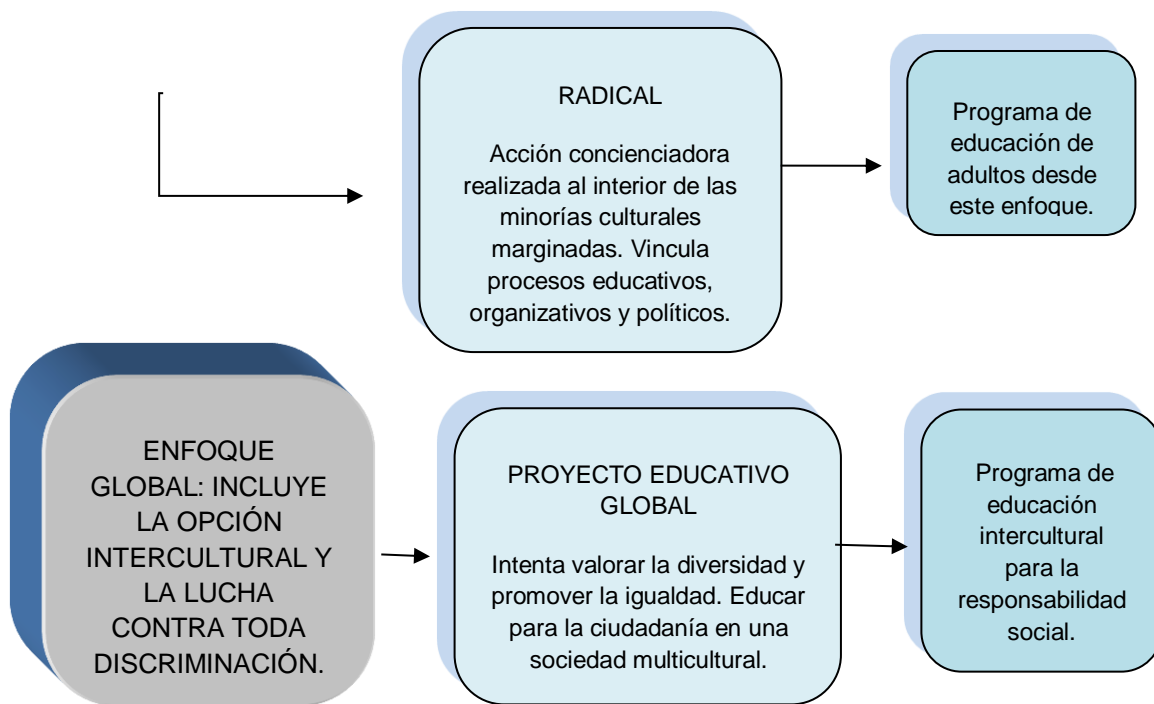 RADICAL
Acción concienciadora
realizada al interior de las
minorías culturales
marginadas. Vincula
procesos educativos,
organizativos y políticos.
Programa de
educación de
adultos desde
este enfoque.
ENFOQUE
GLOBAL: INCLUYE
LA OPCIÓN
INTERCULTURAL Y
LA LUCHA
CONTRA TODA
DISCRIMINACIÓN.
PROYECTO EDUCATIVO
GLOBAL
Intenta valorar la diversidad y
promover la igualdad. Educar
para la ciudadanía en una
sociedad multicultural.
Programa de
educación
intercultural
para la
responsabilidad
social.